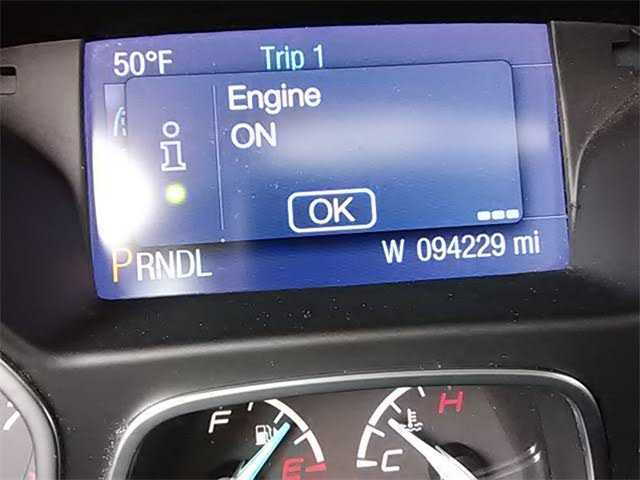 50°F Trip 1
Engine
ON
OK
PRNDL W 094229 mi
F H
E C